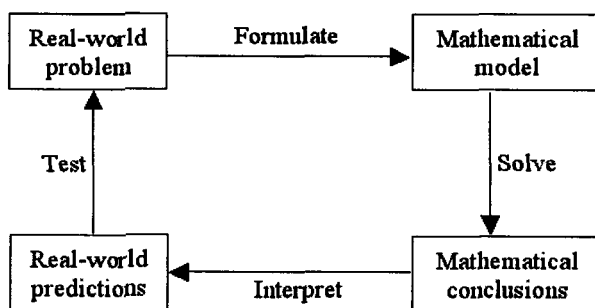 Real-world
problem
Formulate
Mathematical
model
Test
Solve
Real-world
predictions
Interpret
Mathematical
conclusions